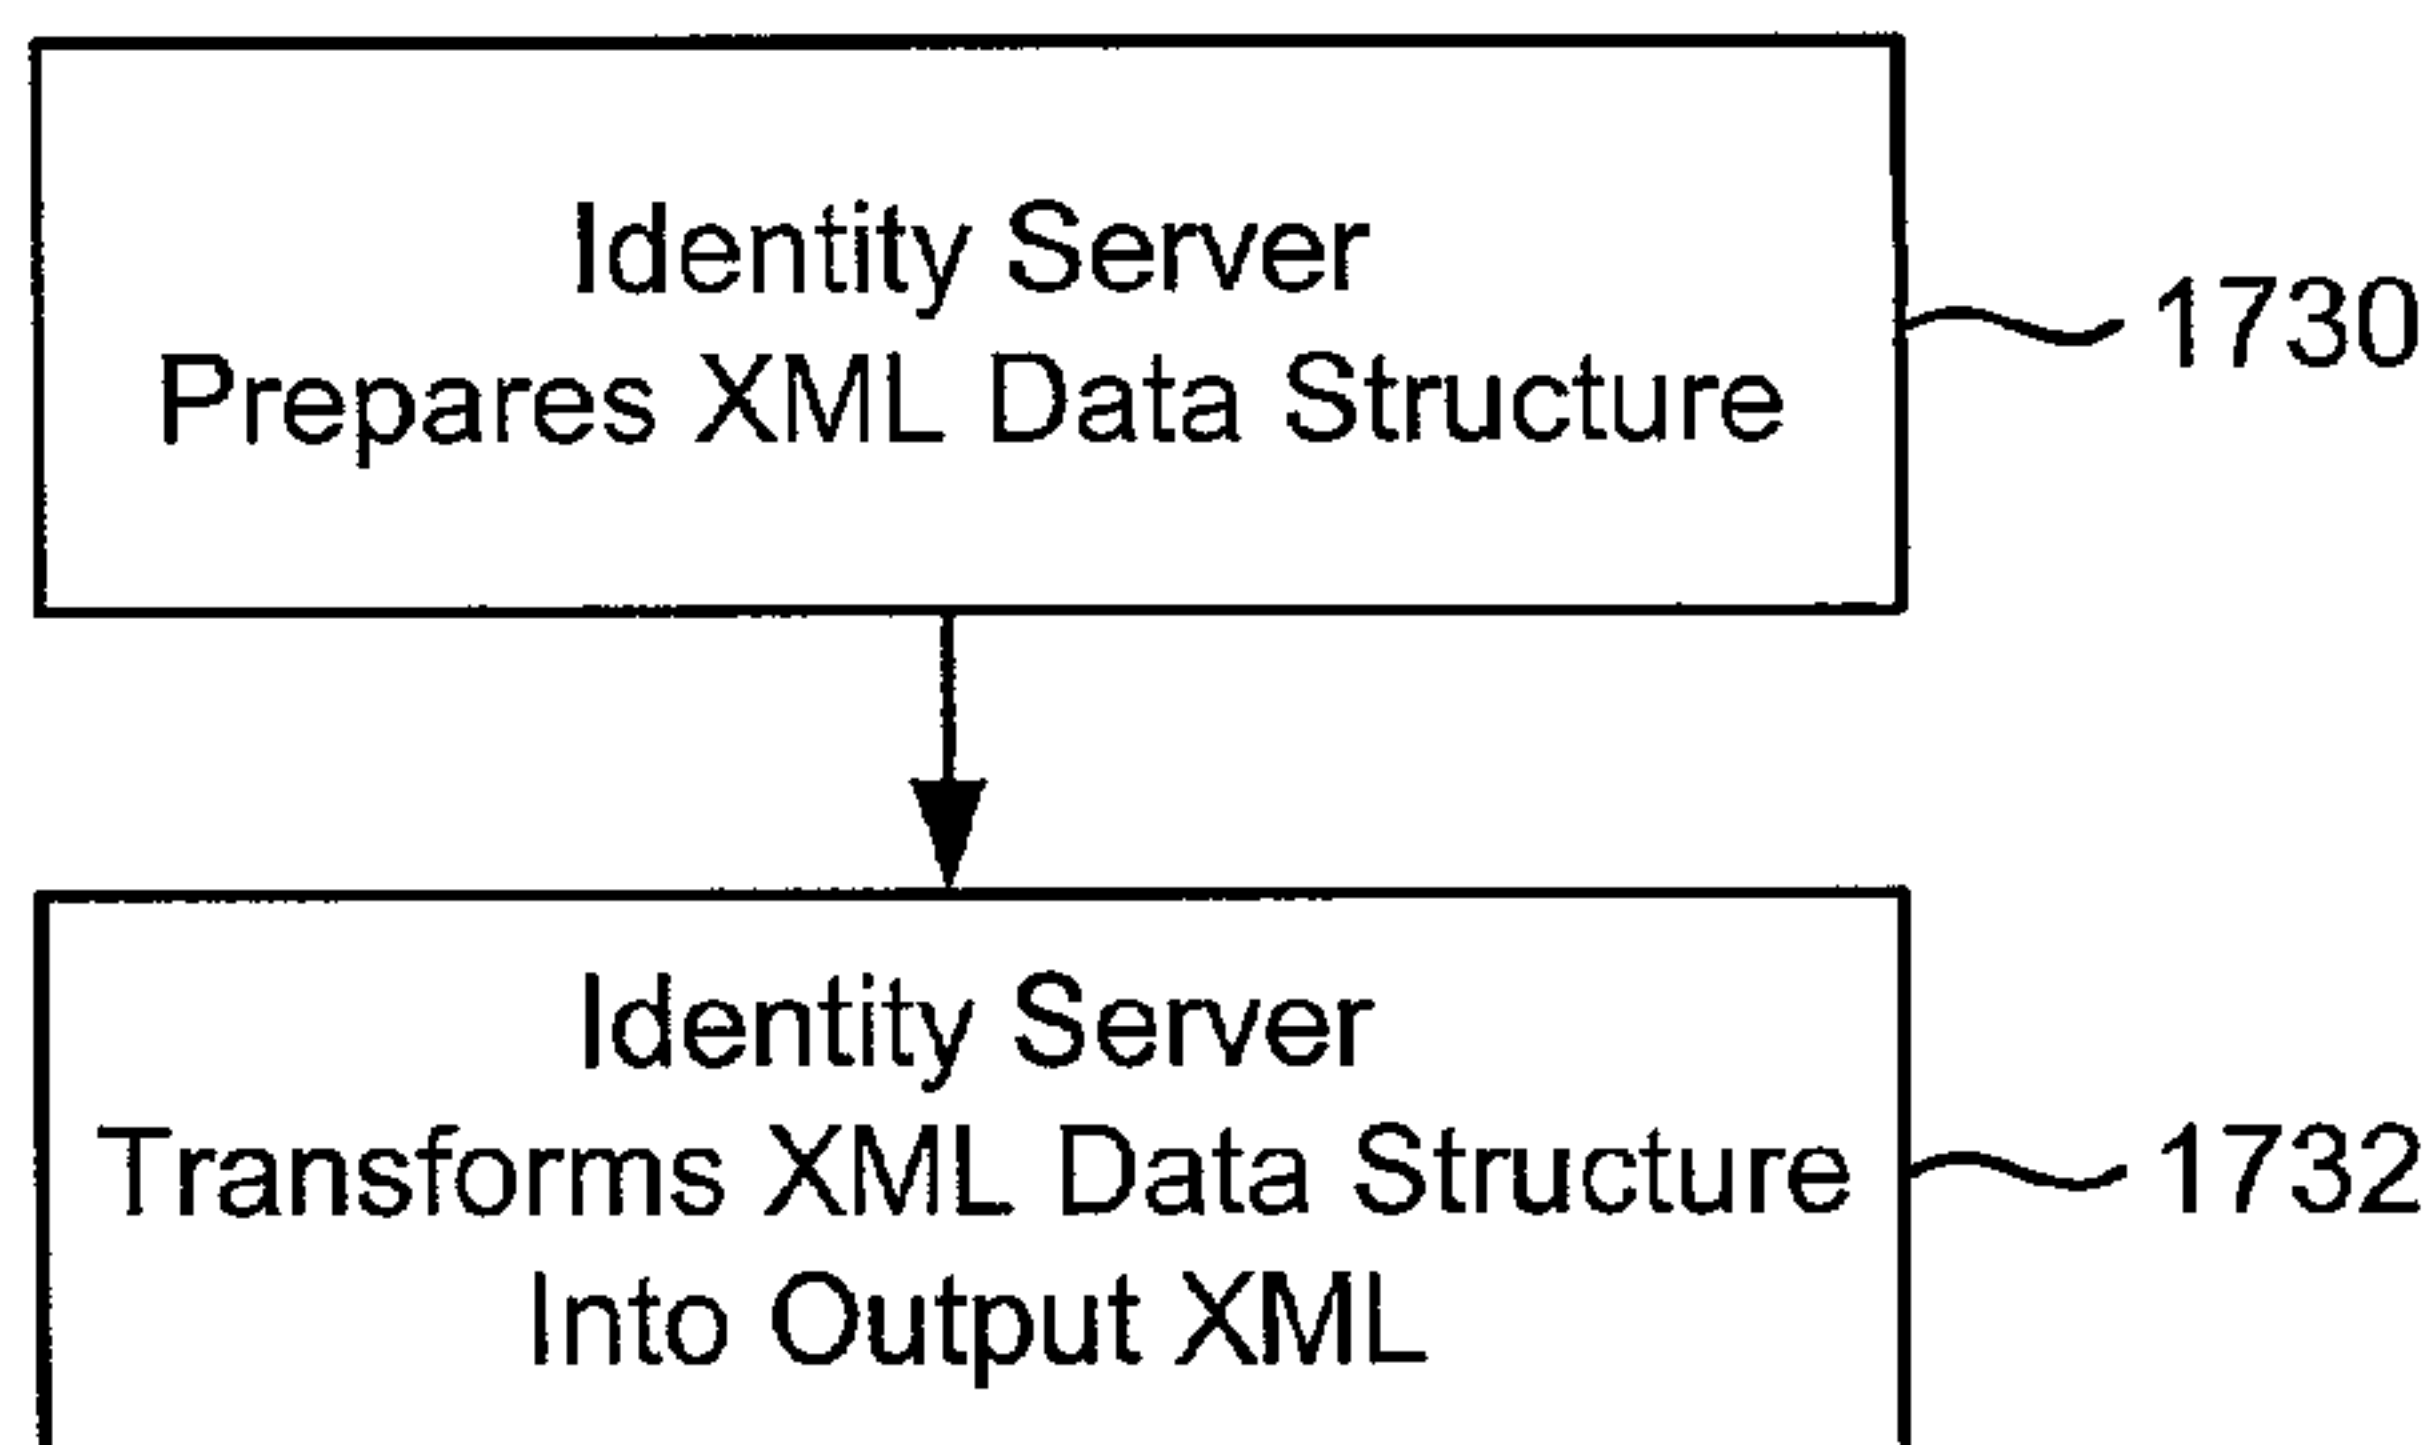 Identity Server
Prepares XML Data Structure
1730
Identity Server
Transforms XML Data Structure
Into Output XML
1732